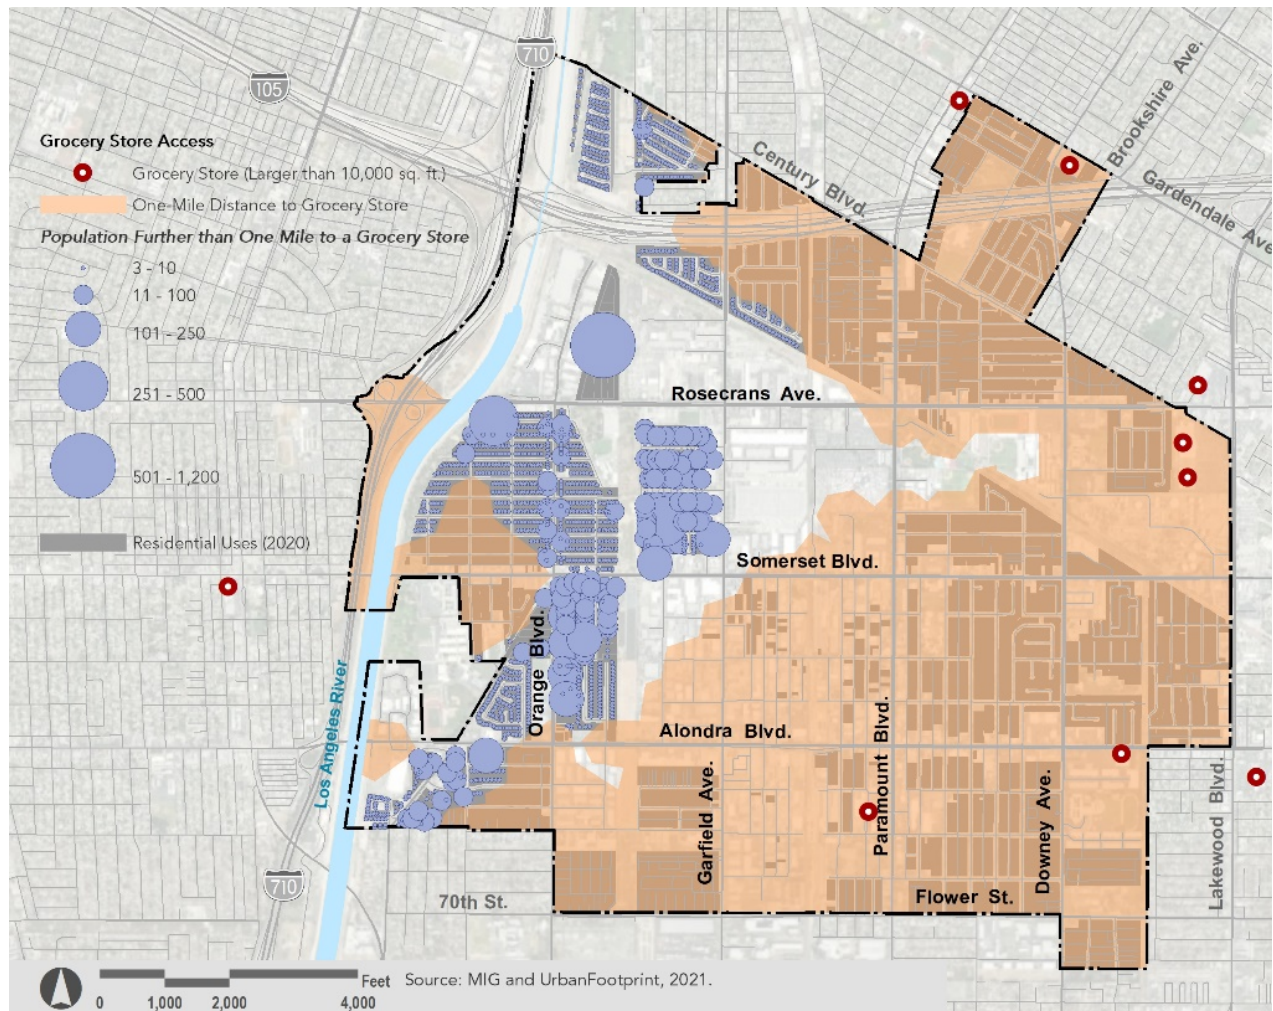 710
105
Grocery Store Access
Grocery Store (Larger than 10,000 sq. ft.)
One-Mile Distance to Grocery Store
Population Further than One Mile to a Grocery Store
3 - 10
11 - 100
101 - 250
251 - 500
501 - 1,200
Residential Uses (2020)
Century Blvd.
Brookshire Ave.
Gardendale Ave
Rosecrans Ave.
Somerset Blvd.
Orange Blvd.
Los Angeles River
Alondra Blvd.
Garfield Ave.
Paramount Blvd.
Downey Ave.
Lakewood Blvd.
710
70th St.
Flower St.
Feet
0 1,000 2,000 4,000
Source: MIG and UrbanFootprint, 2021.